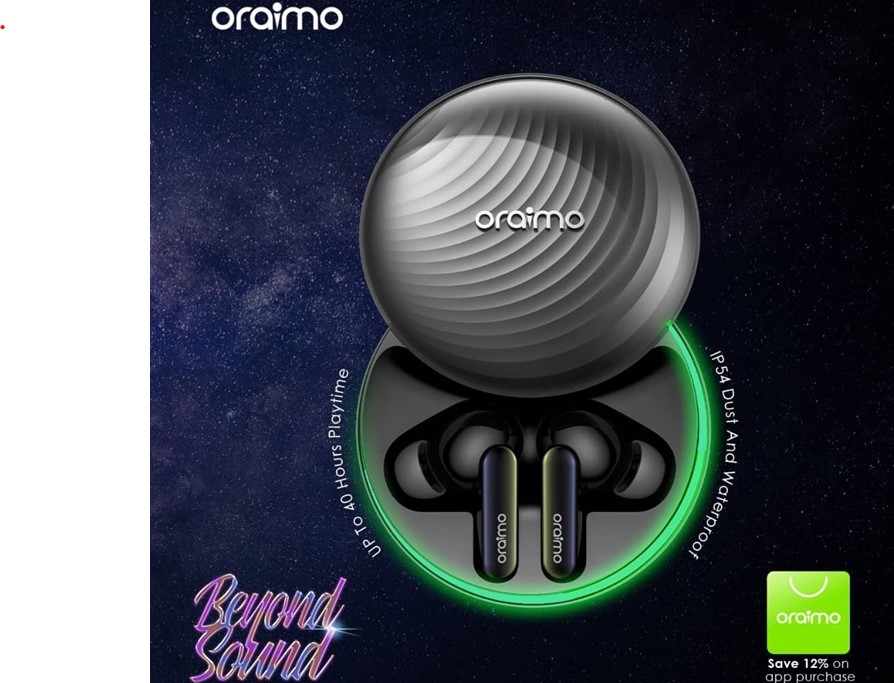 oraimo
oraimo
UP To 40 Hours Playtime
IP54 Dust And Waterproof
oraimo
oraimo
Beyond
Sound
oraimo
Save 12% on
app purchase